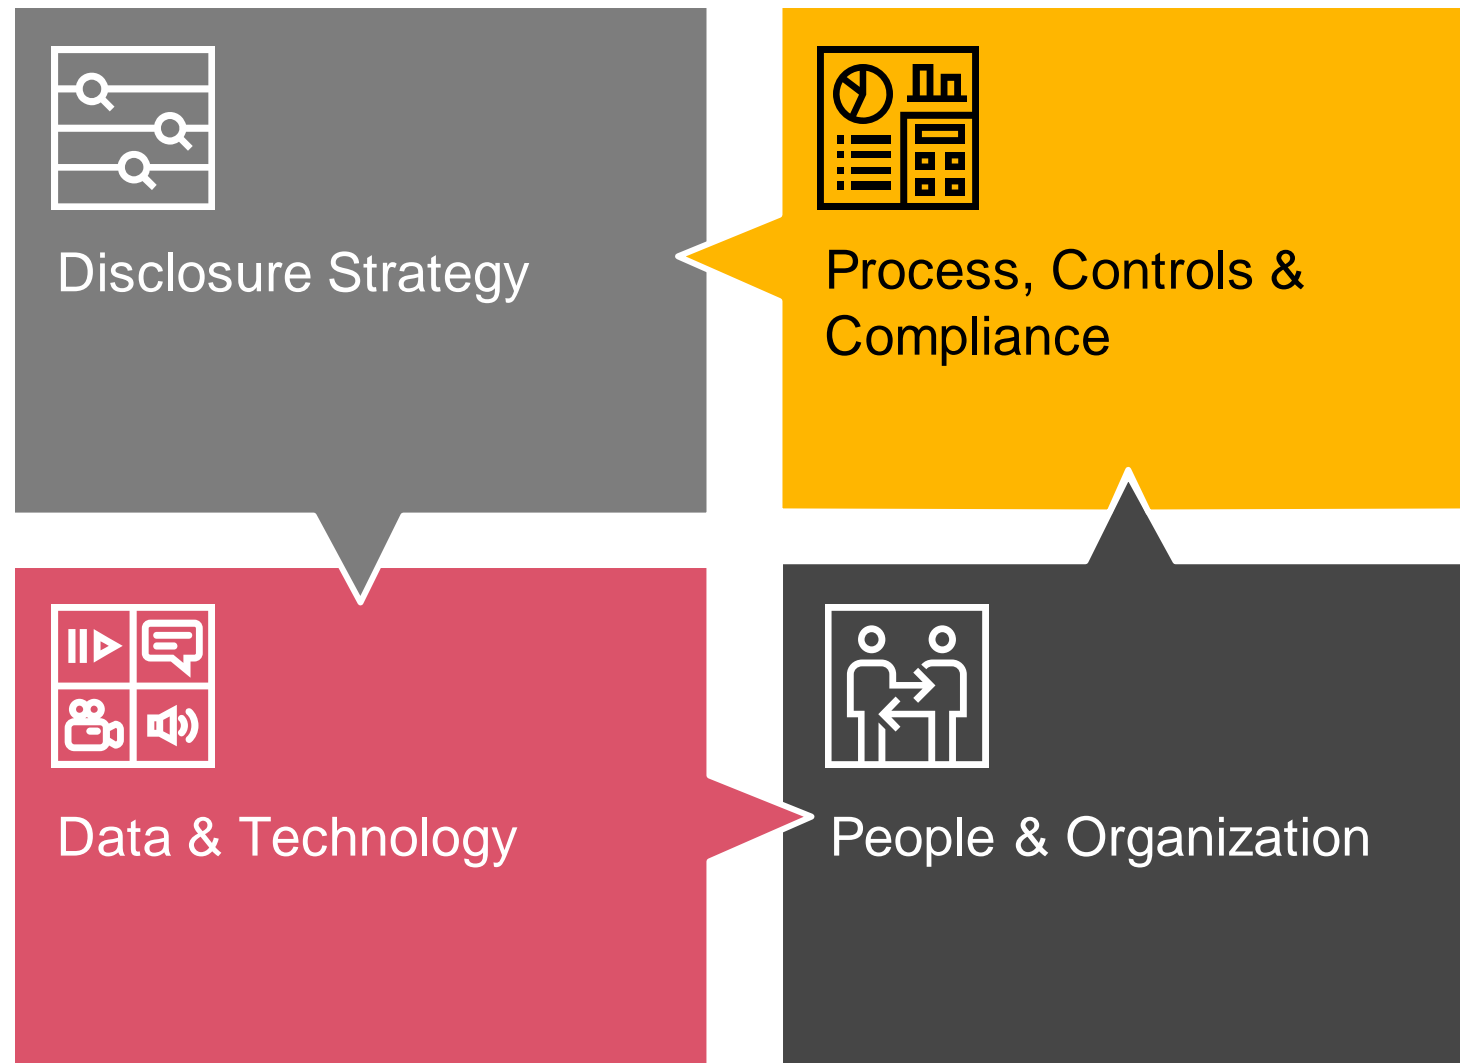 Disclosure Strategy
Process, Controls &
Compliance
Data & Technology
People & Organization